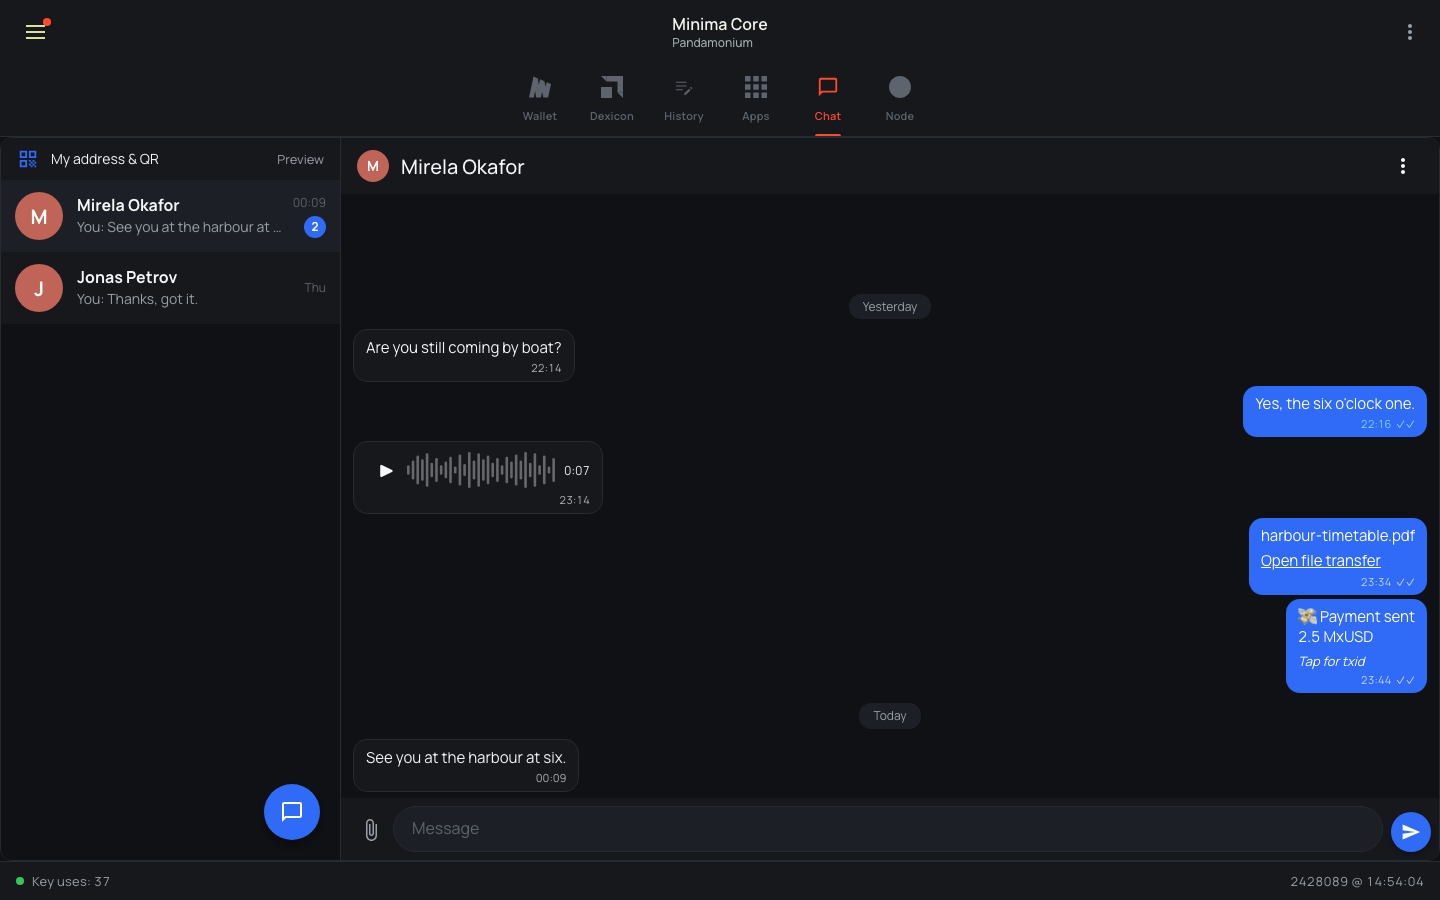 Minima Core
Pandamonium
Wallet
Dexicon
History
Apps
Chat
Node
My address & QR
Preview
M
Mirela Okafor
00:09
You: See you at the harbour at ...
2
J
Jonas Petrov
Thu
You: Thanks, got it.
M
Mirela Okafor
Yesterday
Are you still coming by boat?
22:14
Yes, the six o'clock one.
22:16
0:07
23:14
harbour-timetable.pdf
Open file transfer
23:34
💸 Payment sent
2.5 MxUSD
Tap for txid
23:44
Today
See you at the harbour at six.
00:09
Message
Key uses: 37
2428089 @ 14:54:04